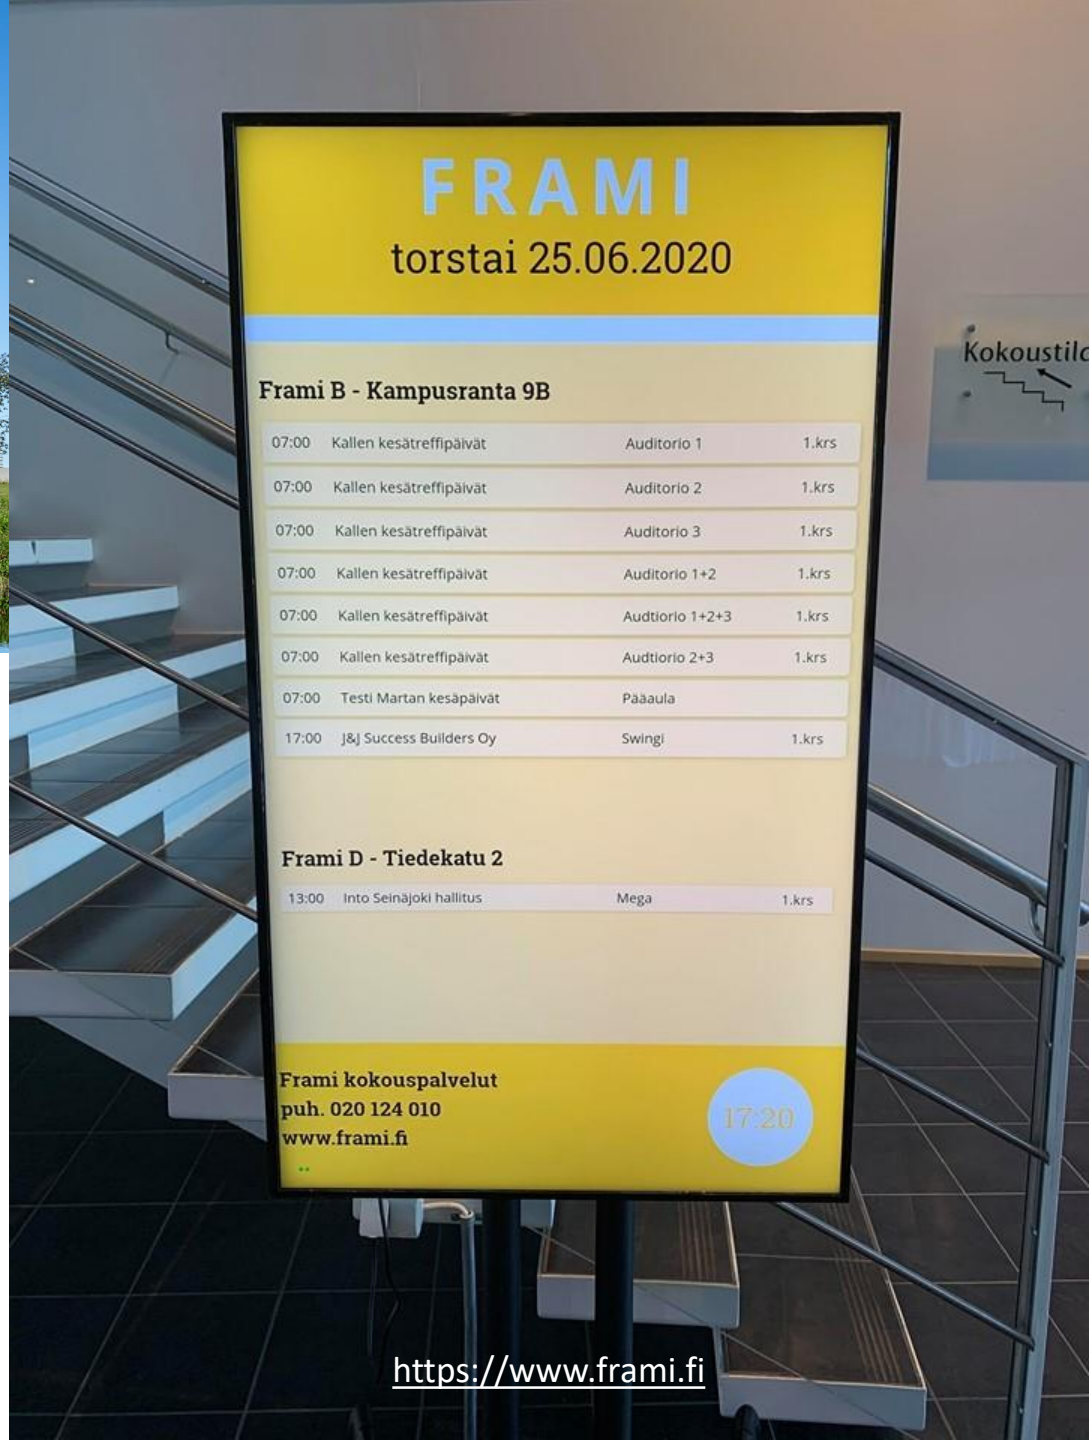 FRAMI
torstai 25.06.2020
Kokoustila
Frami B - Kampusranta 9B
07:00 Kallen kesätreffipäivät Auditorio 1 1.krs
07:00 Kallen kesätreffipäivät Auditorio 2 1.krs
07:00 Kallen kesätreffipäivät Auditorio 3 1.krs
07:00 Kallen kesätreffipäivät Auditorio 1+2 1.krs
07:00 Kallen kesätreffipäivät Audtiorio 1+2+3 1.krs
07:00 Kallen kesätreffipäivät Audtiorio 2+3 1.krs
07:00 Testi Martan kesäpäivät Pääaula
17:00 J&J Success Builders Oy Swingi 1.krs
Frami D - Tiedekatu 2
13:00 Into Seinäjoki hallitus Mega 1.krs
Frami kokouspalvelut
puh. 020 124 010
www.frami.fi
17:20
https://www.frami.fi